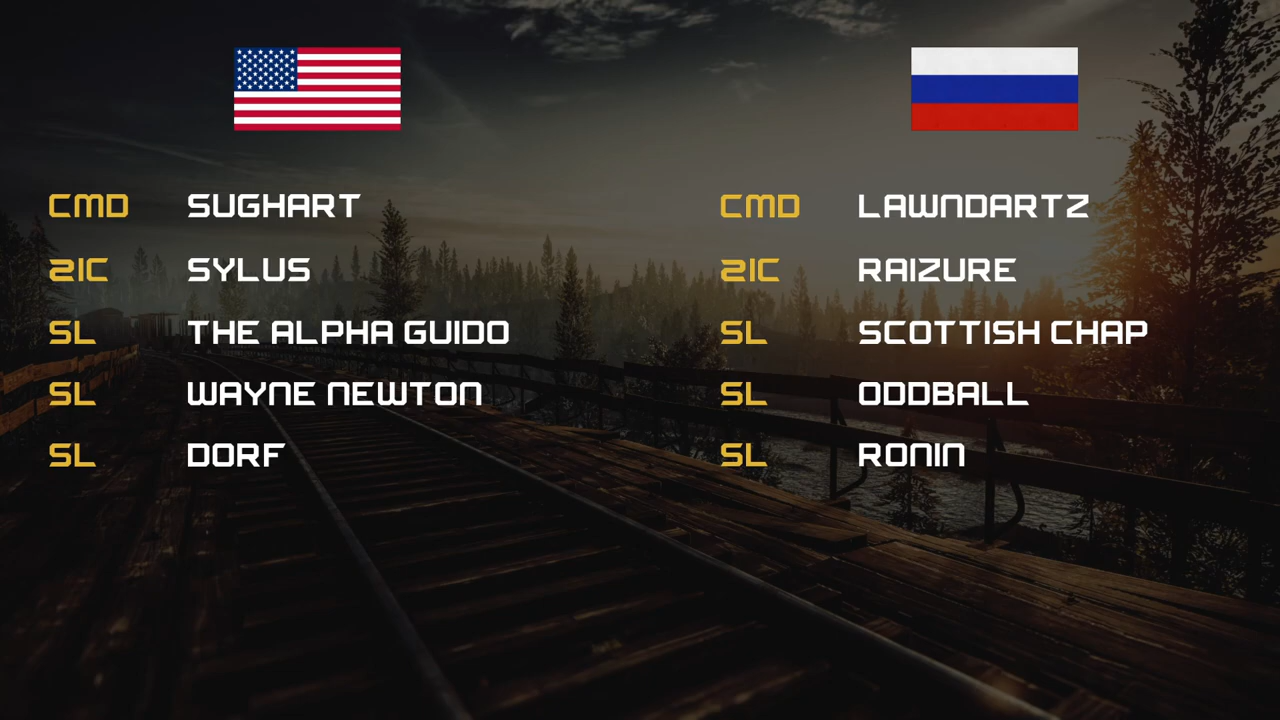 CMD SUGHART
2IC SYLUS
SL THE ALPHA GUIDO
SL WAYNE NEWTON
SL DORF
CMD LAWNDARTZ
2IC RAIZURE
SL SCOTTISH CHAP
SL ODDBALL
SL RONIN